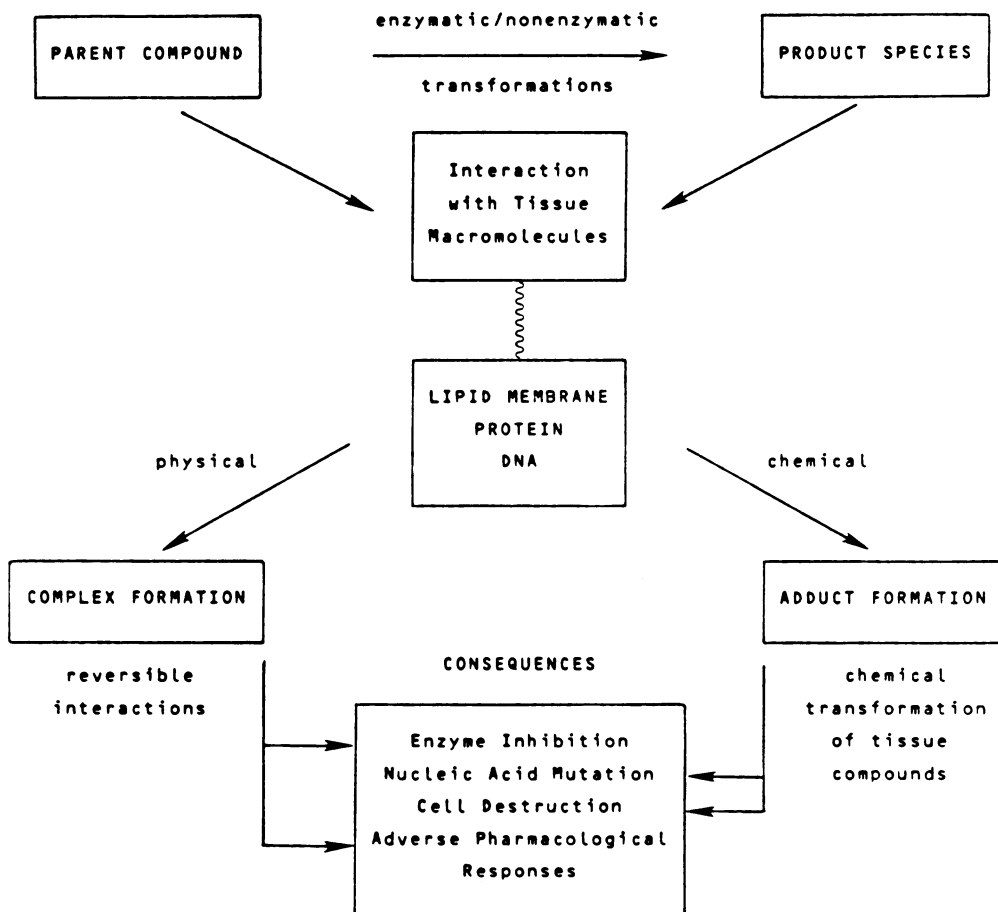 enzymatic/nonenzymatic
PARENT COMPOUND
PRODUCT SPECIES
transformations
Interaction
with Tissue
Macromolecules
LIPID MEMBRANE
PROTEIN
DNA
physical
chemical
COMPLEX FORMATION
ADDUCT FORMATION
reversible
interactions
CONSEQUENCES
chemical
transformation
of tissue
compounds
Enzyme Inhibition
Nucleic Acid Mutation
Cell Destruction
Adverse Pharmacological
Responses